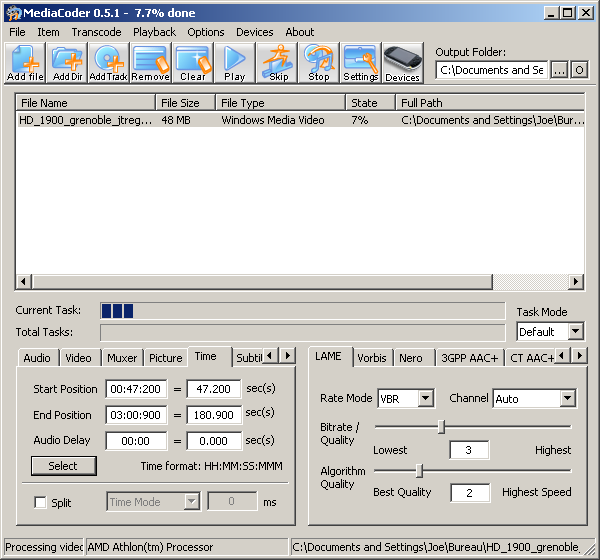 MediaCoder 0.5.1 - 7.7% done
File Item Transcode Playback Options Devices About
Add file Add Dir Add Track Remove Clear Play Skip Stop Settings Devices
Output Folder:
C:\Documents and Se ... O
File Name File Size File Type State Full Path
HD_1900_grenoble_jtreg... 48 MB Windows Media Video 7% C:\Documents and Settings\Joe\Bur...
Current Task:
Total Tasks:
Task Mode
Default
Audio Video Muxer Picture Time Subtit
Start Position 00:47:200 = 47.200 sec(s)
End Position 03:00:900 = 180.900 sec(s)
Audio Delay 00:00 = 0.000 sec(s)
Select Time format: HH:MM:SS:MMM
Split Time Mode 0 ms
LAME Vorbis Nero 3GPP AAC+ CT AAC+
Rate Mode VBR Channel Auto
Bitrate /
Quality
Lowest 3 Highest
Algorithm
Quality
Best Quality 2 Highest Speed
Processing video AMD Athlon(tm) Processor C:\Documents and Settings\Joe\Bureau\HD_1900_grenoble_